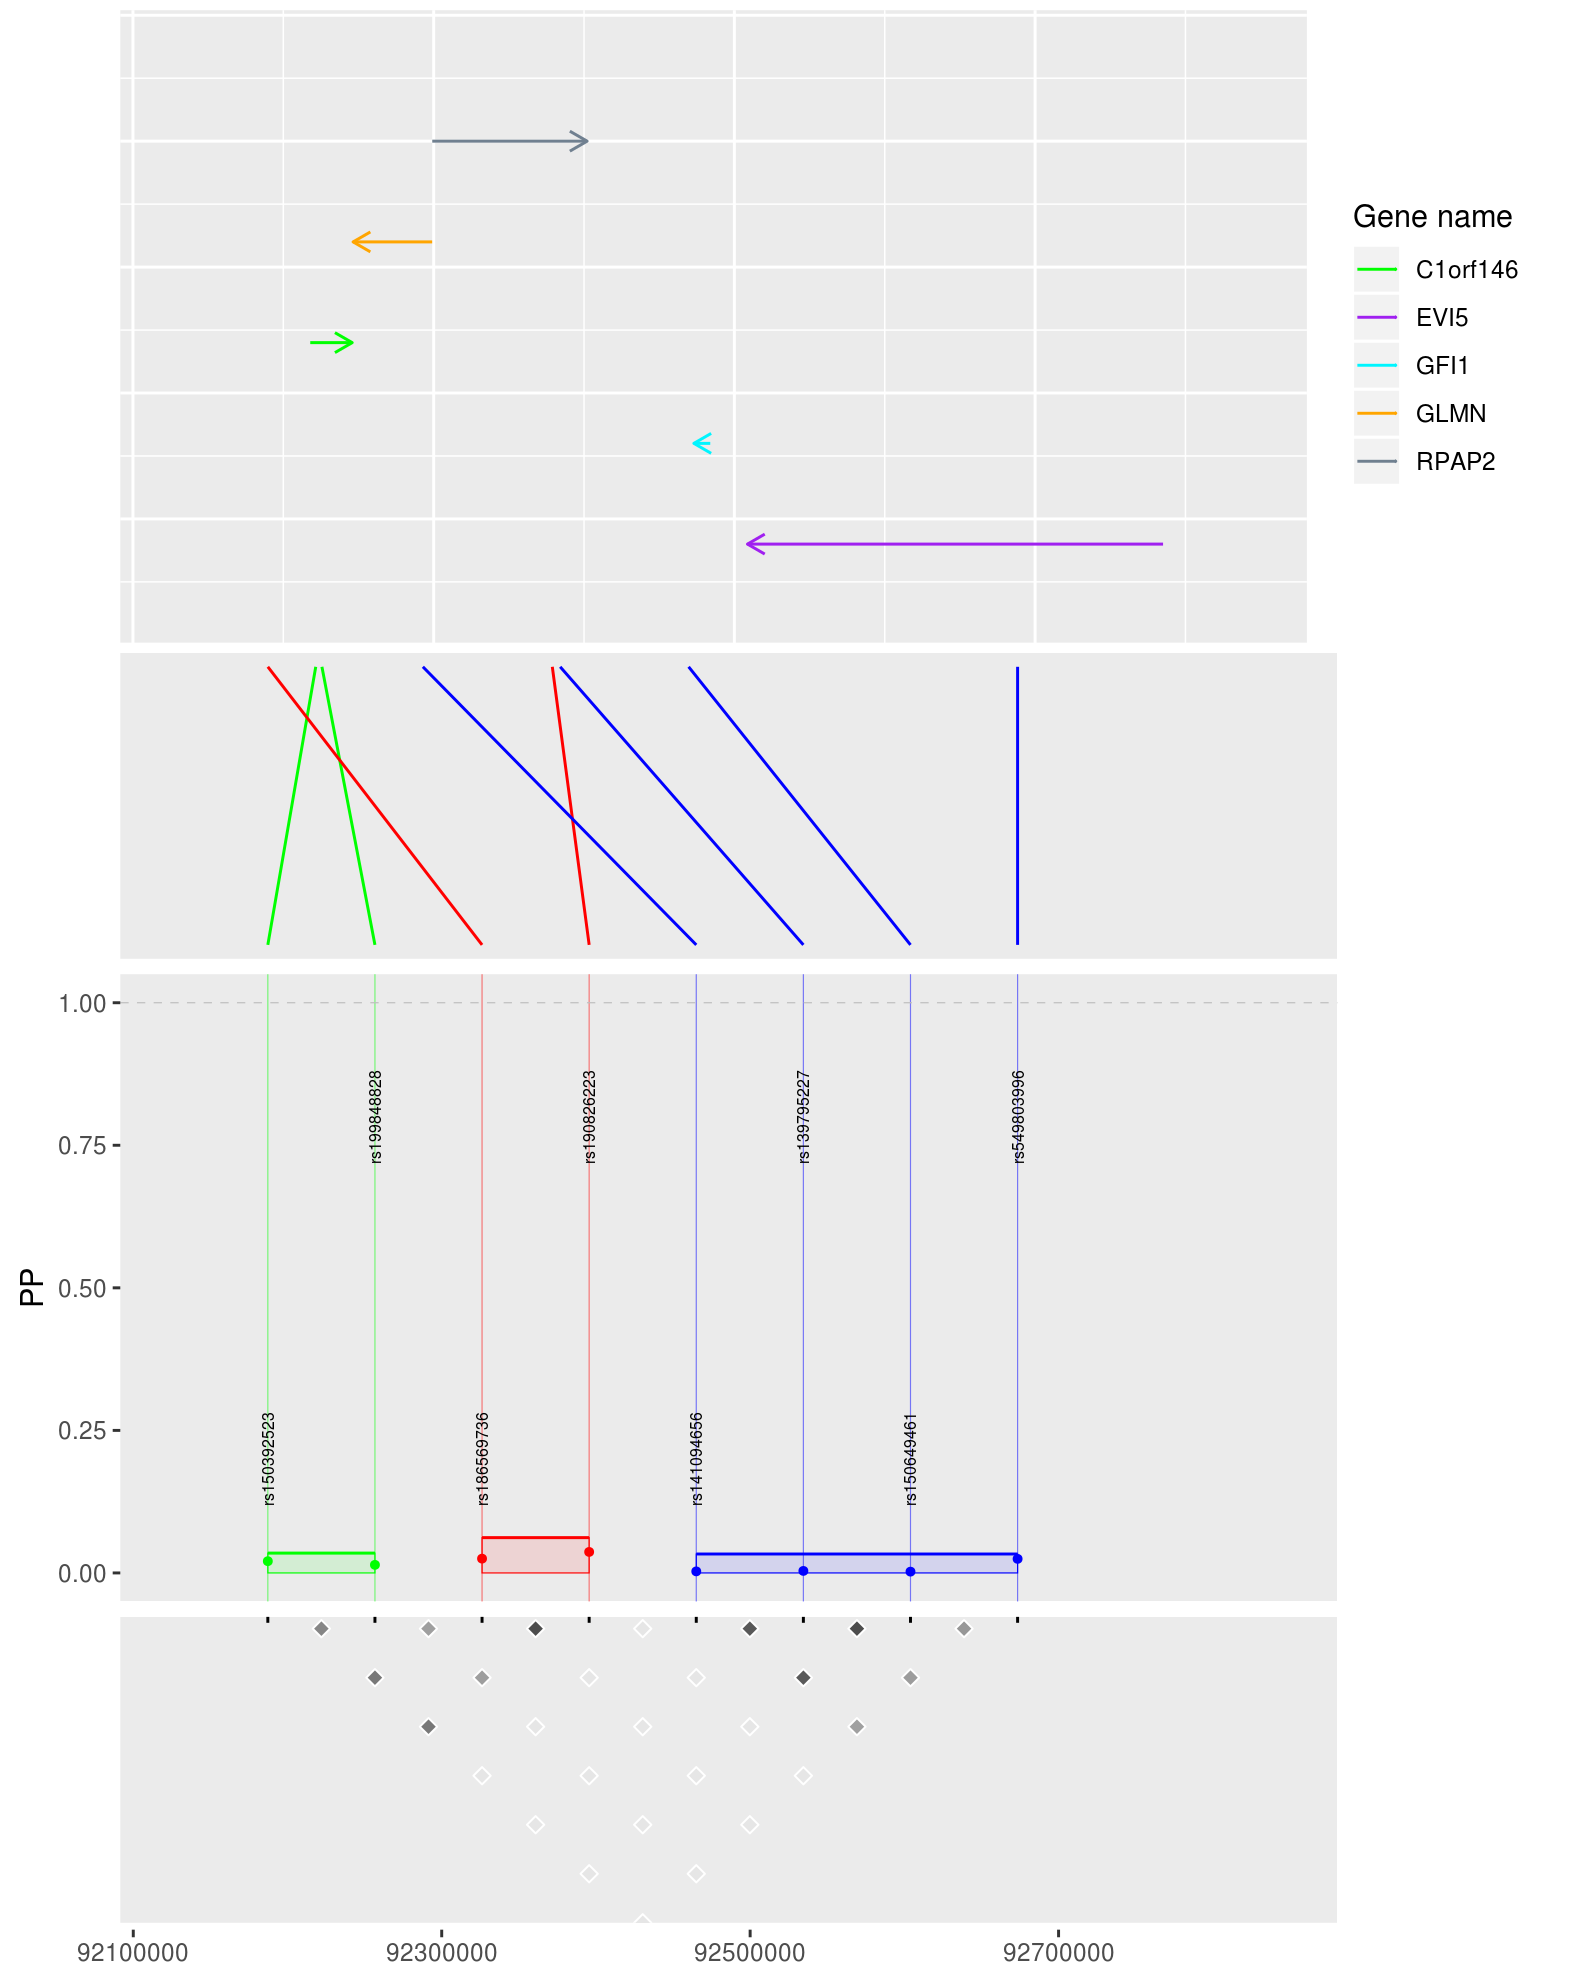 Gene name
C1orf146
EVI5
GFI1
GLMN
RPAP2
1.00
0.75
0.50
0.25
0.00
PP
rs150392523
rs199848828
rs186569736
rs190826223
rs141094656
rs139795227
rs150649461
rs549803996
92100000
92300000
92500000
92700000